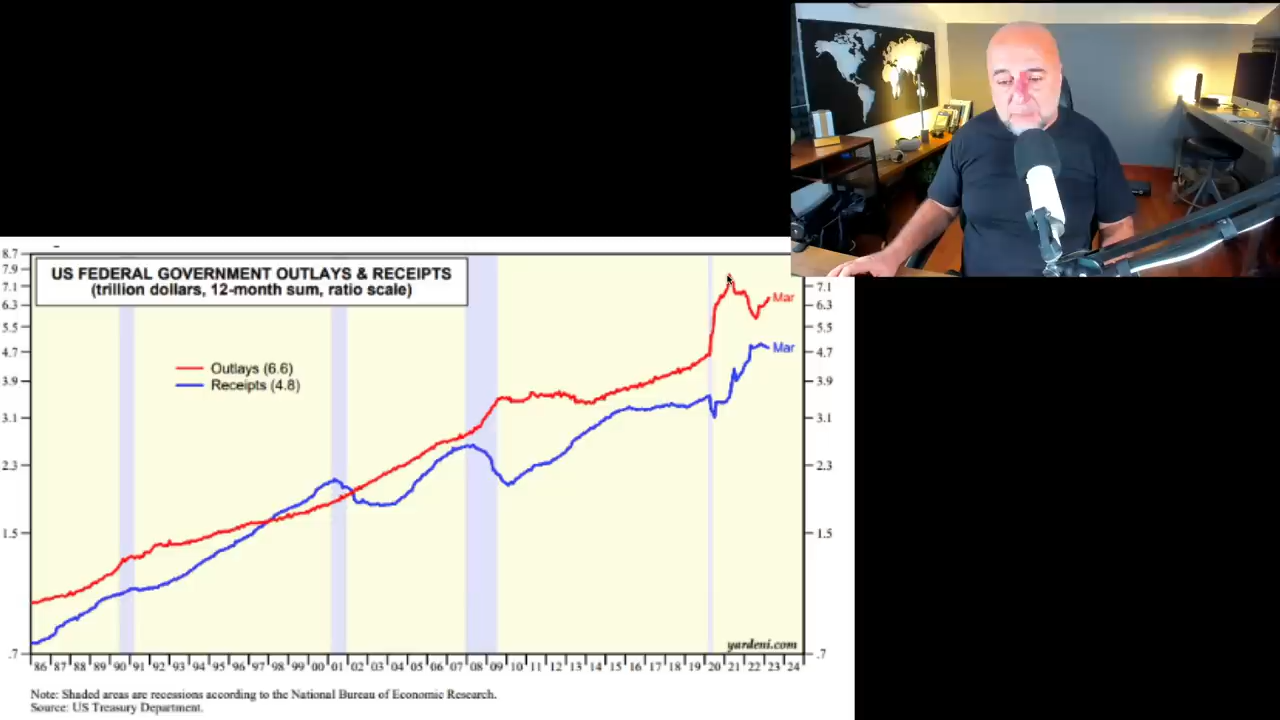 US FEDERAL GOVERNMENT OUTLAYS & RECEIPTS
(trillion dollars, 12-month sum, ratio scale)
8.7
7.9
7.1
6.3
5.5
4.7
3.9
3.1
2.3
1.5
.7
Outlays (6.6)
Receipts (4.8)
Mar
Mar
7.1
6.3
5.5
4.7
3.9
3.1
2.3
1.5
.7
yardeni.com
86 87 88 89 90 91 92 93 94 95 96 97 98 99 00 01 02 03 04 05 06 07 08 09 10 11 12 13 14 15 16 17 18 19 20 21 22 23 24
Note: Shaded areas are recessions according to the National Bureau of Economic Research.
Source: US Treasury Department.